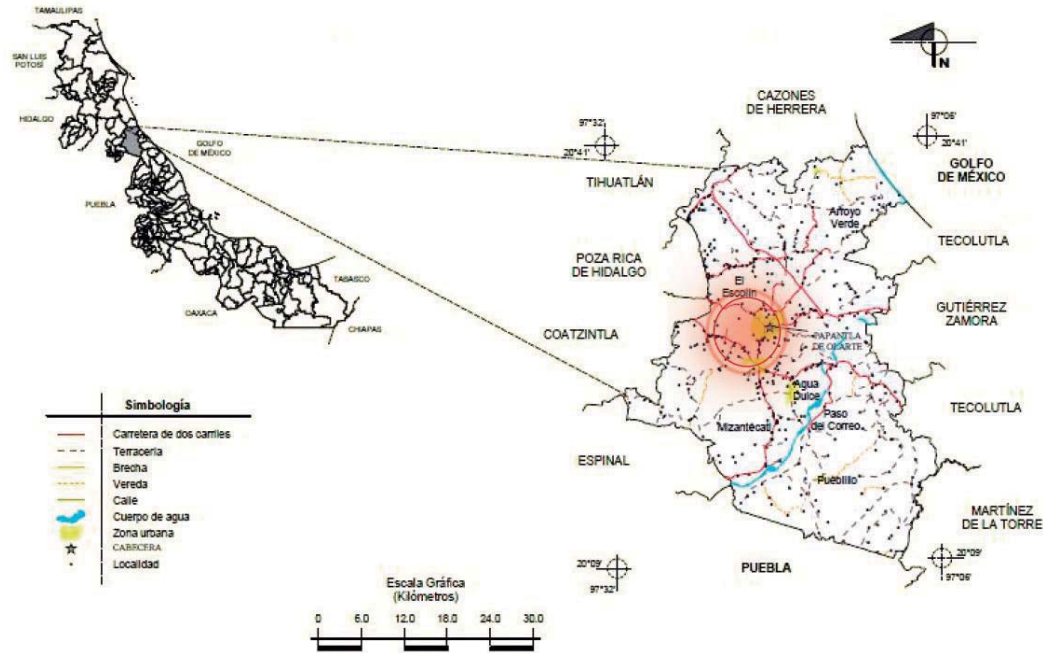 TAMAULIPAS
SAN LUIS
POTOSÍ
HIDALGO
GOLFO
DE MÉXICO
PUEBLA
TABASCO
OAXACA
CHIAPAS
N
CAZONES
DE HERRERA
97°32'
20°41'
97°06'
20°41'
GOLFO
DE MÉXICO
TIHUATLÁN
Arroyo
Verde
TECOLUTLA
POZA RICA
DE HIDALGO
El
Escolín
GUTIÉRREZ
ZAMORA
COATZINTLA
PAPANTLA
DE OLARTE
Agua
Dulce
TECOLUTLA
Mizantécatl
Paso
del Correo
ESPINAL
Pueblillo
MARTÍNEZ
DE LA TORRE
20°09'
97°32'
PUEBLA
20°09'
97°06'
Simbología
Carretera de dos carriles
Terracería
Brecha
Vereda
Calle
Cuerpo de agua
Zona urbana
CABECERA
Localidad
Escala Gráfica
(Kilómetros)
0 6.0 12.0 18.0 24.0 30.0